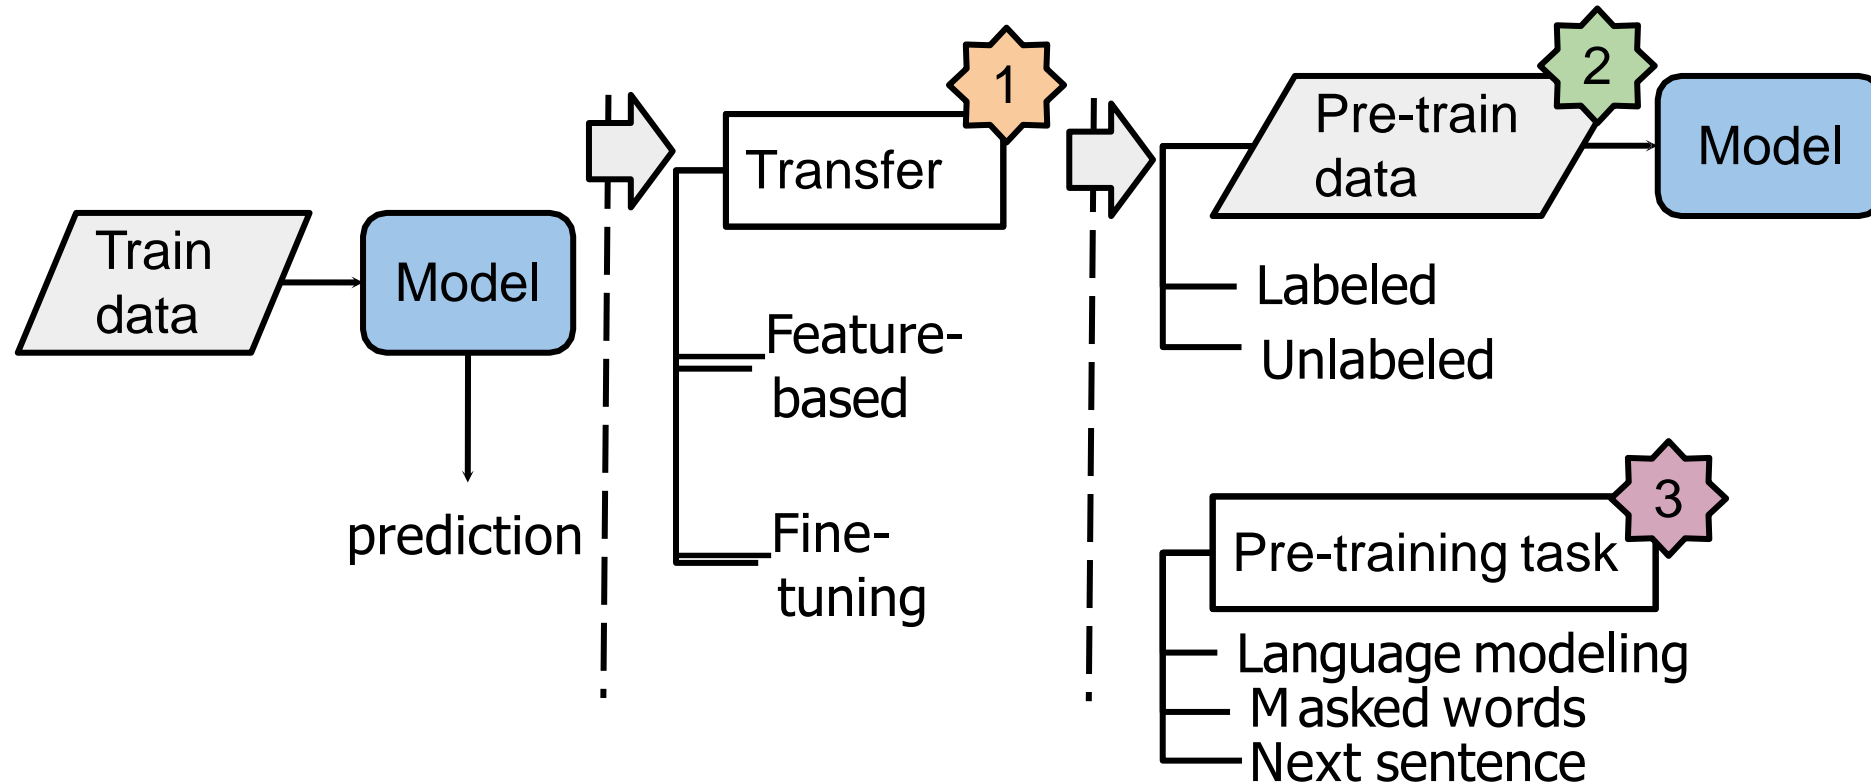 Train
data
Model
prediction
1
Transfer
Feature-
based
Fine-
tuning
2
Pre-train
data
Model
Labeled
Unlabeled
3
Pre-training task
Language modeling
Masked words
Next sentence